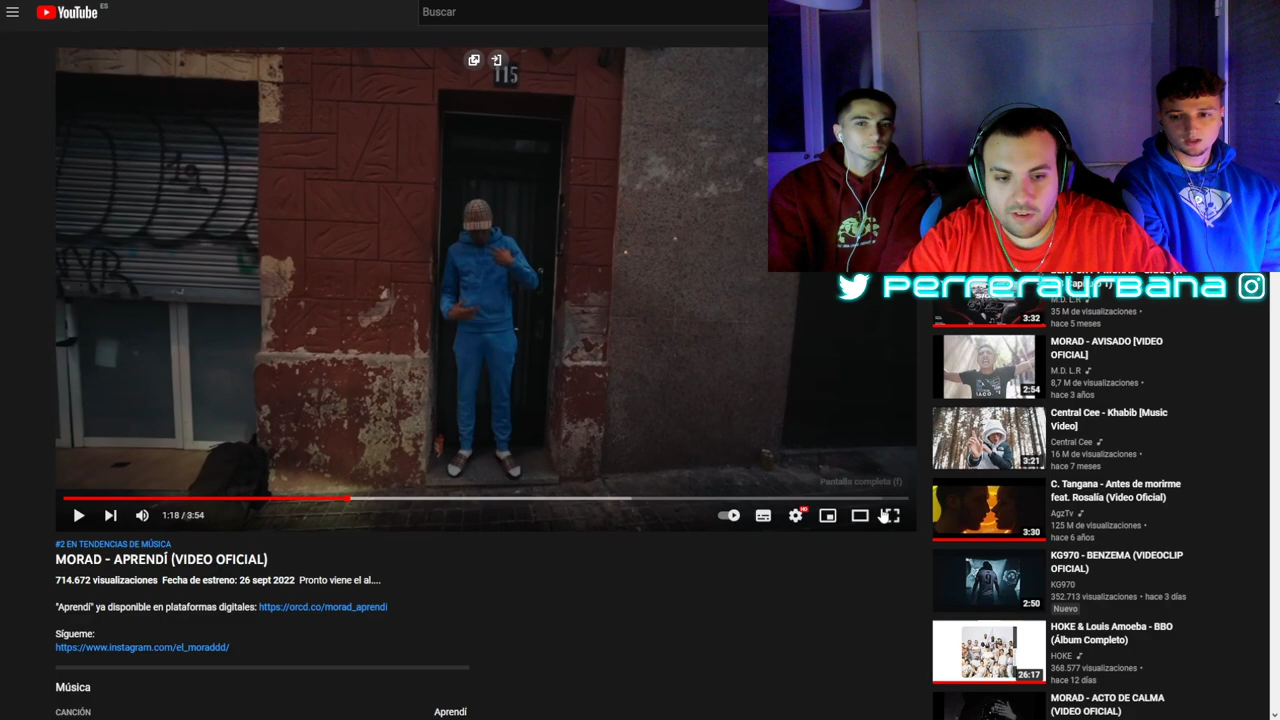 YouTube ES
Buscar
115
Pantalla completa (f)
1:18 / 3:54
HD
#2 EN TENDENCIAS DE MÚSICA
MORAD - APRENDÍ (VIDEO OFICIAL)
714.672 visualizaciones Fecha de estreno: 26 sept 2022 Pronto viene el al....
"Aprendí" ya disponible en plataformas digitales: https://orcd.co/morad_aprendi
Sígueme:
https://www.instagram.com/el_moraddd/
Música
CANCIÓN Aprendí
perreraurbana
M.D. L.R
35 M de visualizaciones •
hace 5 meses
3:32
MORAD - AVISADO [VIDEO
OFICIAL]
M.D. L.R
8,7 M de visualizaciones •
hace 3 años
2:54
Central Cee - Khabib [Music
Video]
Central Cee
16 M de visualizaciones •
hace 7 meses
3:21
C. Tangana - Antes de morirme
feat. Rosalía (Video Oficial)
AgzTv
125 M de visualizaciones •
hace 6 años
3:30
KG970 - BENZEMA (VIDEOCLIP
OFICIAL)
KG970
352.713 visualizaciones • hace 3 días
Nuevo
2:50
HOKE & Louis Amoeba - BBO
(Álbum Completo)
HOKE
368.577 visualizaciones •
hace 12 días
26:17
MORAD - ACTO DE CALMA
(VIDEO OFICIAL)